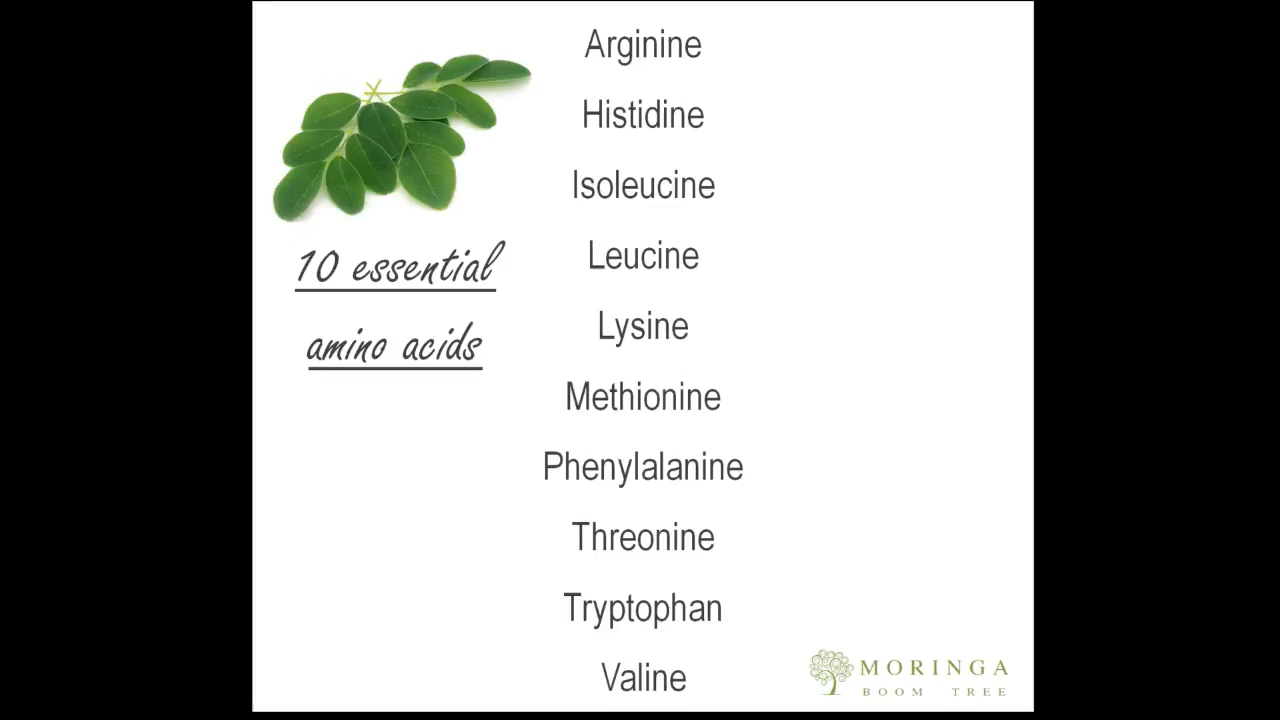 10 essential
amino acids
Arginine
Histidine
Isoleucine
Leucine
Lysine
Methionine
Phenylalanine
Threonine
Tryptophan
Valine
MORINGA
BOOM TREE